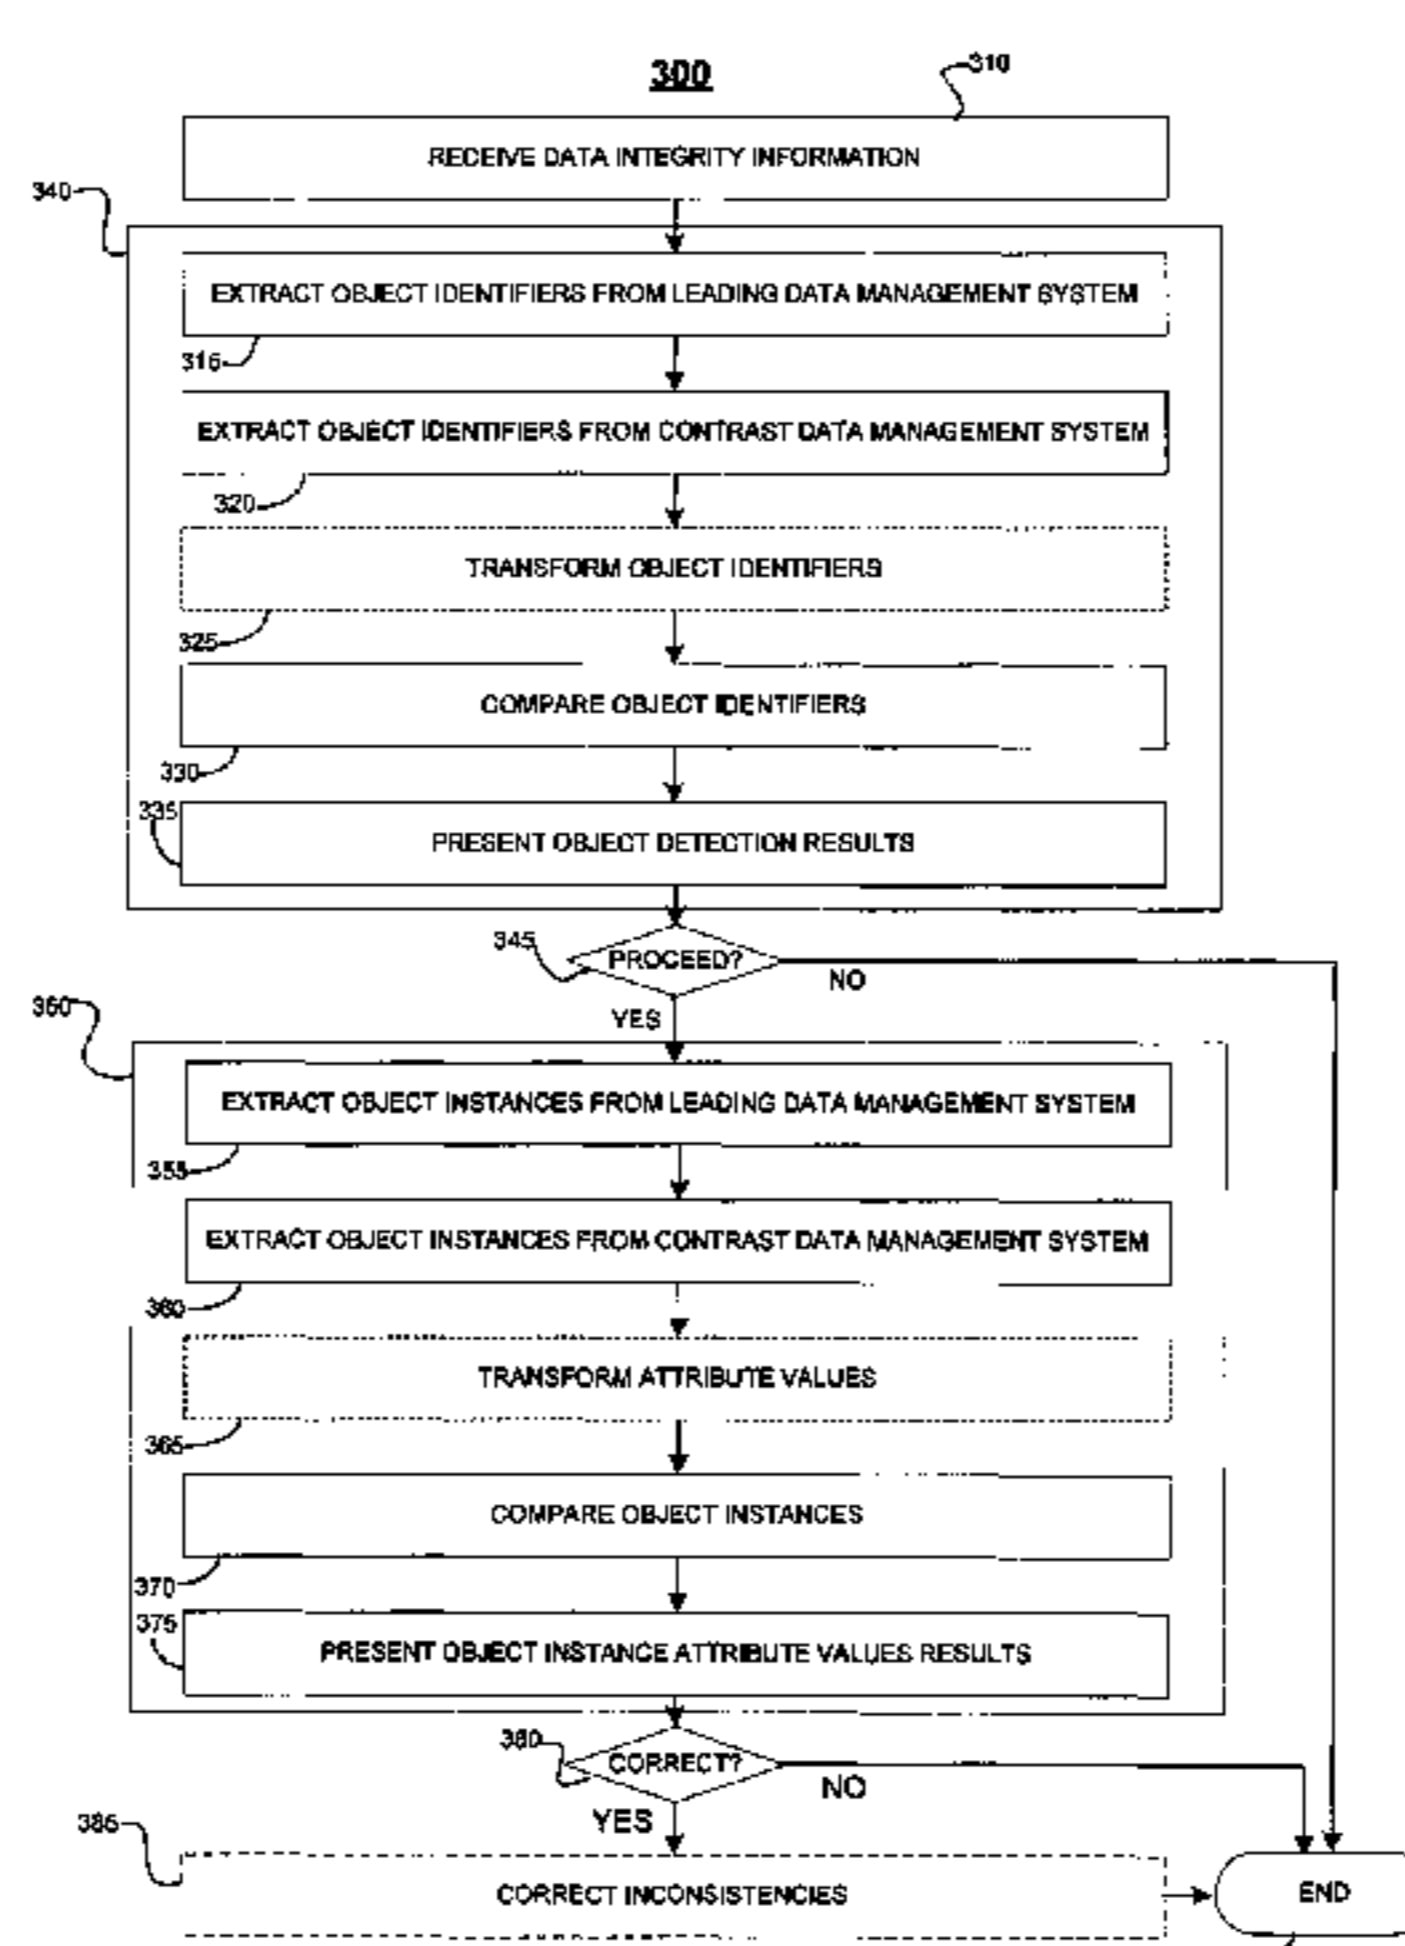 300
310
RECEIVE DATA INTEGRITY INFORMATION
340
EXTRACT OBJECT IDENTIFIERS FROM LEADING DATA MANAGEMENT SYSTEM
315
EXTRACT OBJECT IDENTIFIERS FROM CONTRAST DATA MANAGEMENT SYSTEM
320
TRANSFORM OBJECT IDENTIFIERS
325
COMPARE OBJECT IDENTIFIERS
330
335
PRESENT OBJECT DETECTION RESULTS
345
PROCEED?
NO
350
YES
EXTRACT OBJECT INSTANCES FROM LEADING DATA MANAGEMENT SYSTEM
355
EXTRACT OBJECT INSTANCES FROM CONTRAST DATA MANAGEMENT SYSTEM
360
TRANSFORM ATTRIBUTE VALUES
365
COMPARE OBJECT INSTANCES
370
375
PRESENT OBJECT INSTANCE ATTRIBUTE VALUES RESULTS
380
CORRECT?
NO
YES
385
CORRECT INCONSISTENCIES
END